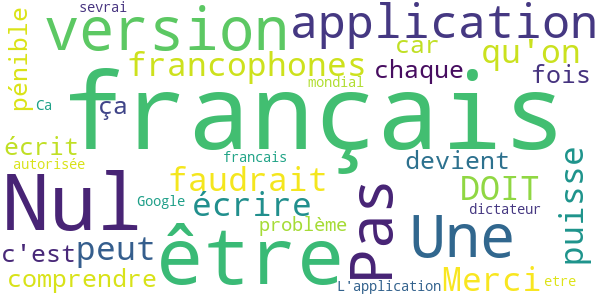 sevrai
version
application
pénible
francophones
car
qu'on
chaque
fois
mondial
Ca
ça
français
écrit
autorisée
francais
devient
Nul
faudrait
Pas
DOIT
puisse
Google
écrire
dictateur
problème
Une
c'est
peut
être
comprendre
L'application
Merci
etre